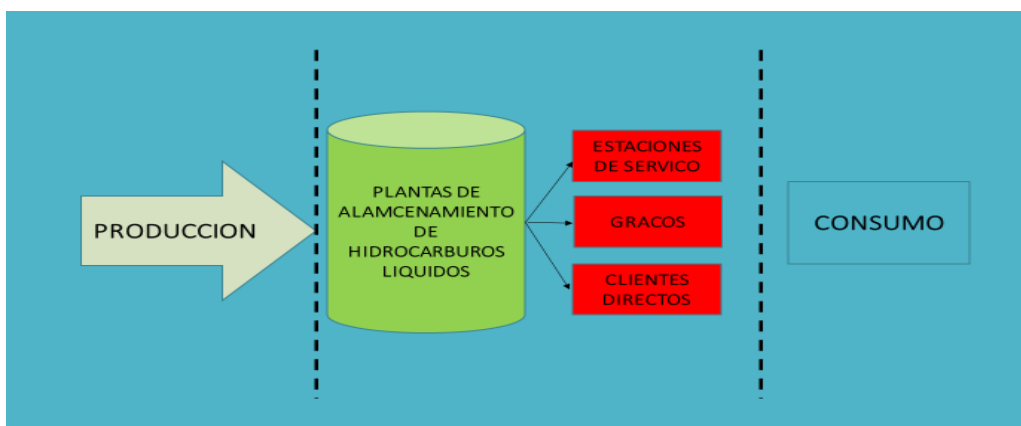 PRODUCCION
PLANTAS DE
ALAMCENAMIENTO
DE
HIDROCARBUROS
LIQUIDOS
ESTACIONES
DE SERVICO
GRACOS
CLIENTES
DIRECTOS
CONSUMO